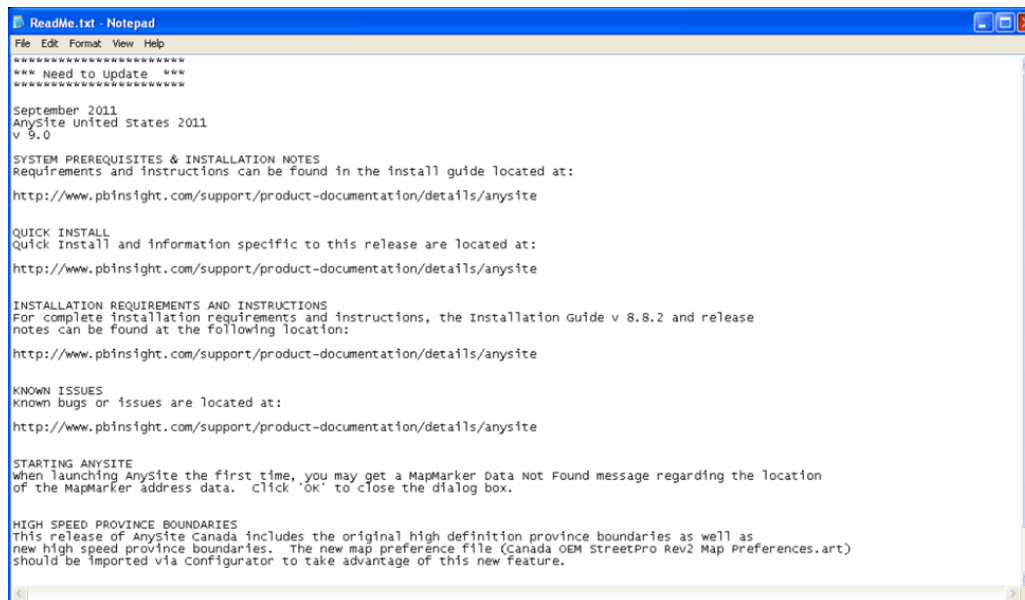 ReadMe.txt - Notepad
File Edit Format View Help
***********************
*** Need to Update ***
***********************
September 2011
AnySite United States 2011
v 9.0
SYSTEM PREREQUISITES & INSTALLATION NOTES
Requirements and instructions can be found in the install guide located at:
http://www.pbinsight.com/support/product-documentation/details/anysite
QUICK INSTALL
Quick Install and information specific to this release are located at:
http://www.pbinsight.com/support/product-documentation/details/anysite
INSTALLATION REQUIREMENTS AND INSTRUCTIONS
For complete installation requirements and instructions, the Installation Guide v 8.8.2 and release
notes can be found at the following location:
http://www.pbinsight.com/support/product-documentation/details/anysite
KNOWN ISSUES
Known bugs or issues are located at:
http://www.pbinsight.com/support/product-documentation/details/anysite
STARTING ANYSITE
When launching AnySite the first time, you may get a MapMarker Data Not Found message regarding the location
of the MapMarker address data. Click 'OK' to close the dialog box.
HIGH SPEED PROVINCE BOUNDARIES
This release of AnySite Canada includes the original high definition province boundaries as well as
new high speed province boundaries. The new map preference file (Canada OEM StreetPro Rev2 Map Preferences.art)
should be imported via Configurator to take advantage of this new feature.